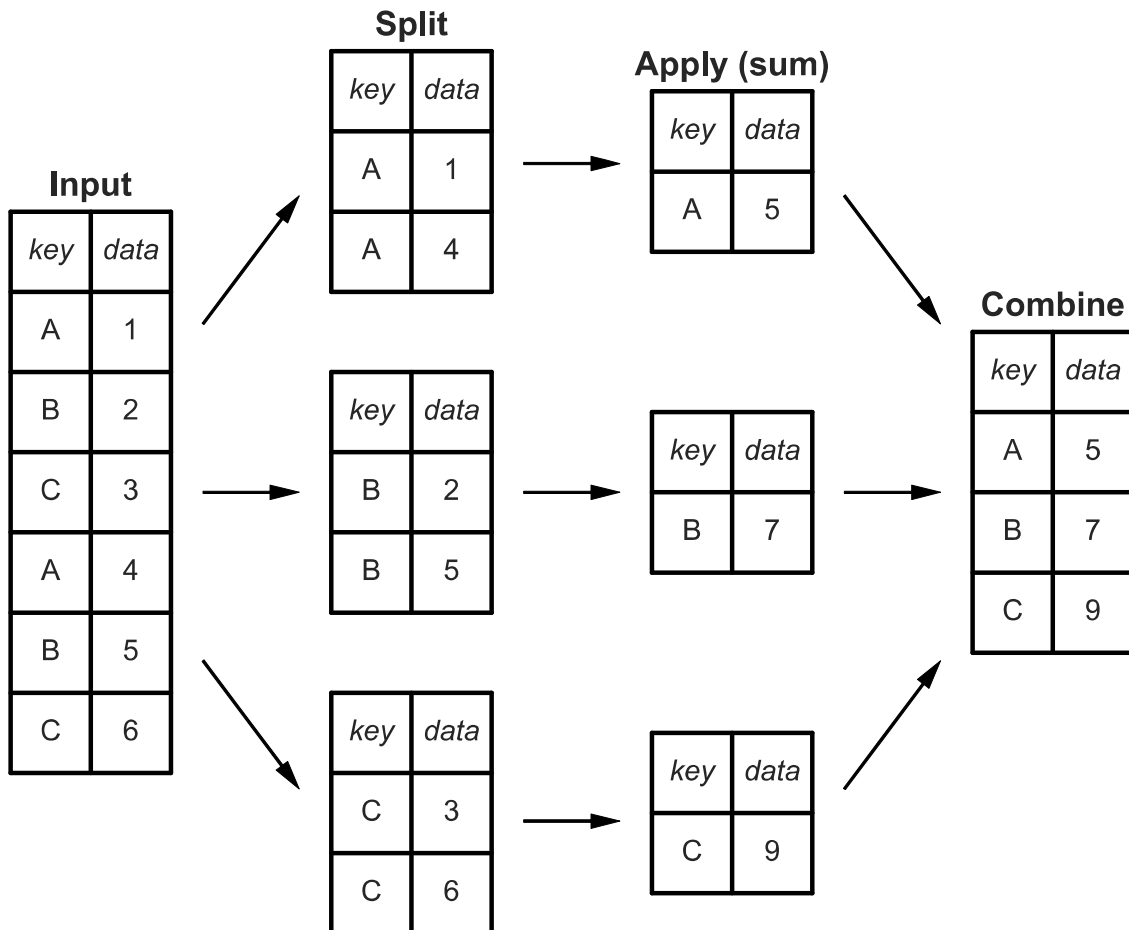 Input
key data
A 1
B 2
C 3
A 4
B 5
C 6
Split
key data
A 1
A 4
key data
B 2
B 5
key data
C 3
C 6
Apply (sum)
key data
A 5
key data
B 7
key data
C 9
Combine
key data
A 5
B 7
C 9